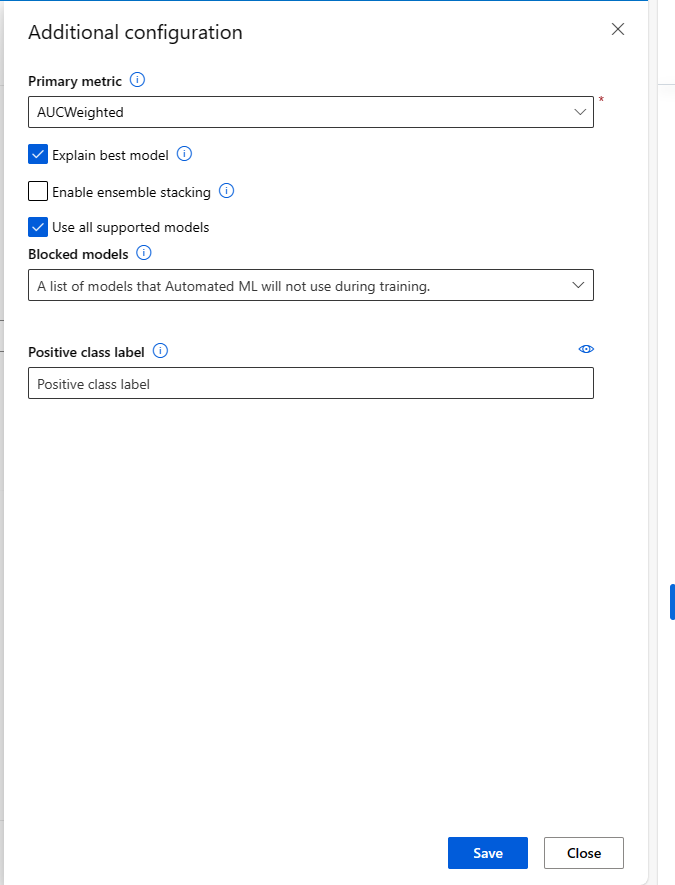 Additional configuration
Primary metric
AUCWeighted
*
Explain best model
Enable ensemble stacking
Use all supported models
Blocked models
A list of models that Automated ML will not use during training.
Positive class label
Positive class label
Save Close